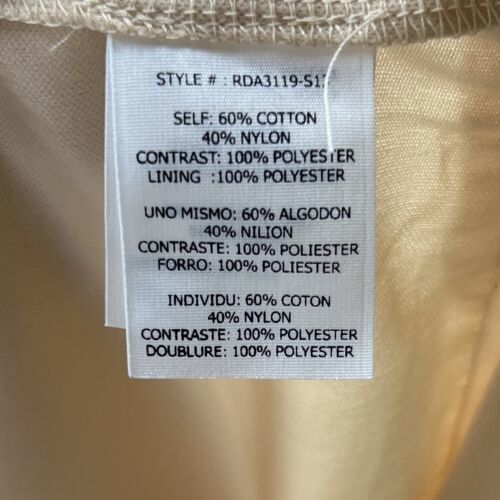 STYLE # : RDA3119-S12
SELF: 60% COTTON
40% NYLON
CONTRAST: 100% POLYESTER
LINING :100% POLYESTER
UNO MISMO: 60% ALGODON
40% NILION
CONTRASTE: 100% POLIESTER
FORRO: 100% POLIESTER
INDIVIDU: 60% COTON
40% NYLON
CONTRASTE: 100% POLYESTER
DOUBLURE: 100% POLYESTER